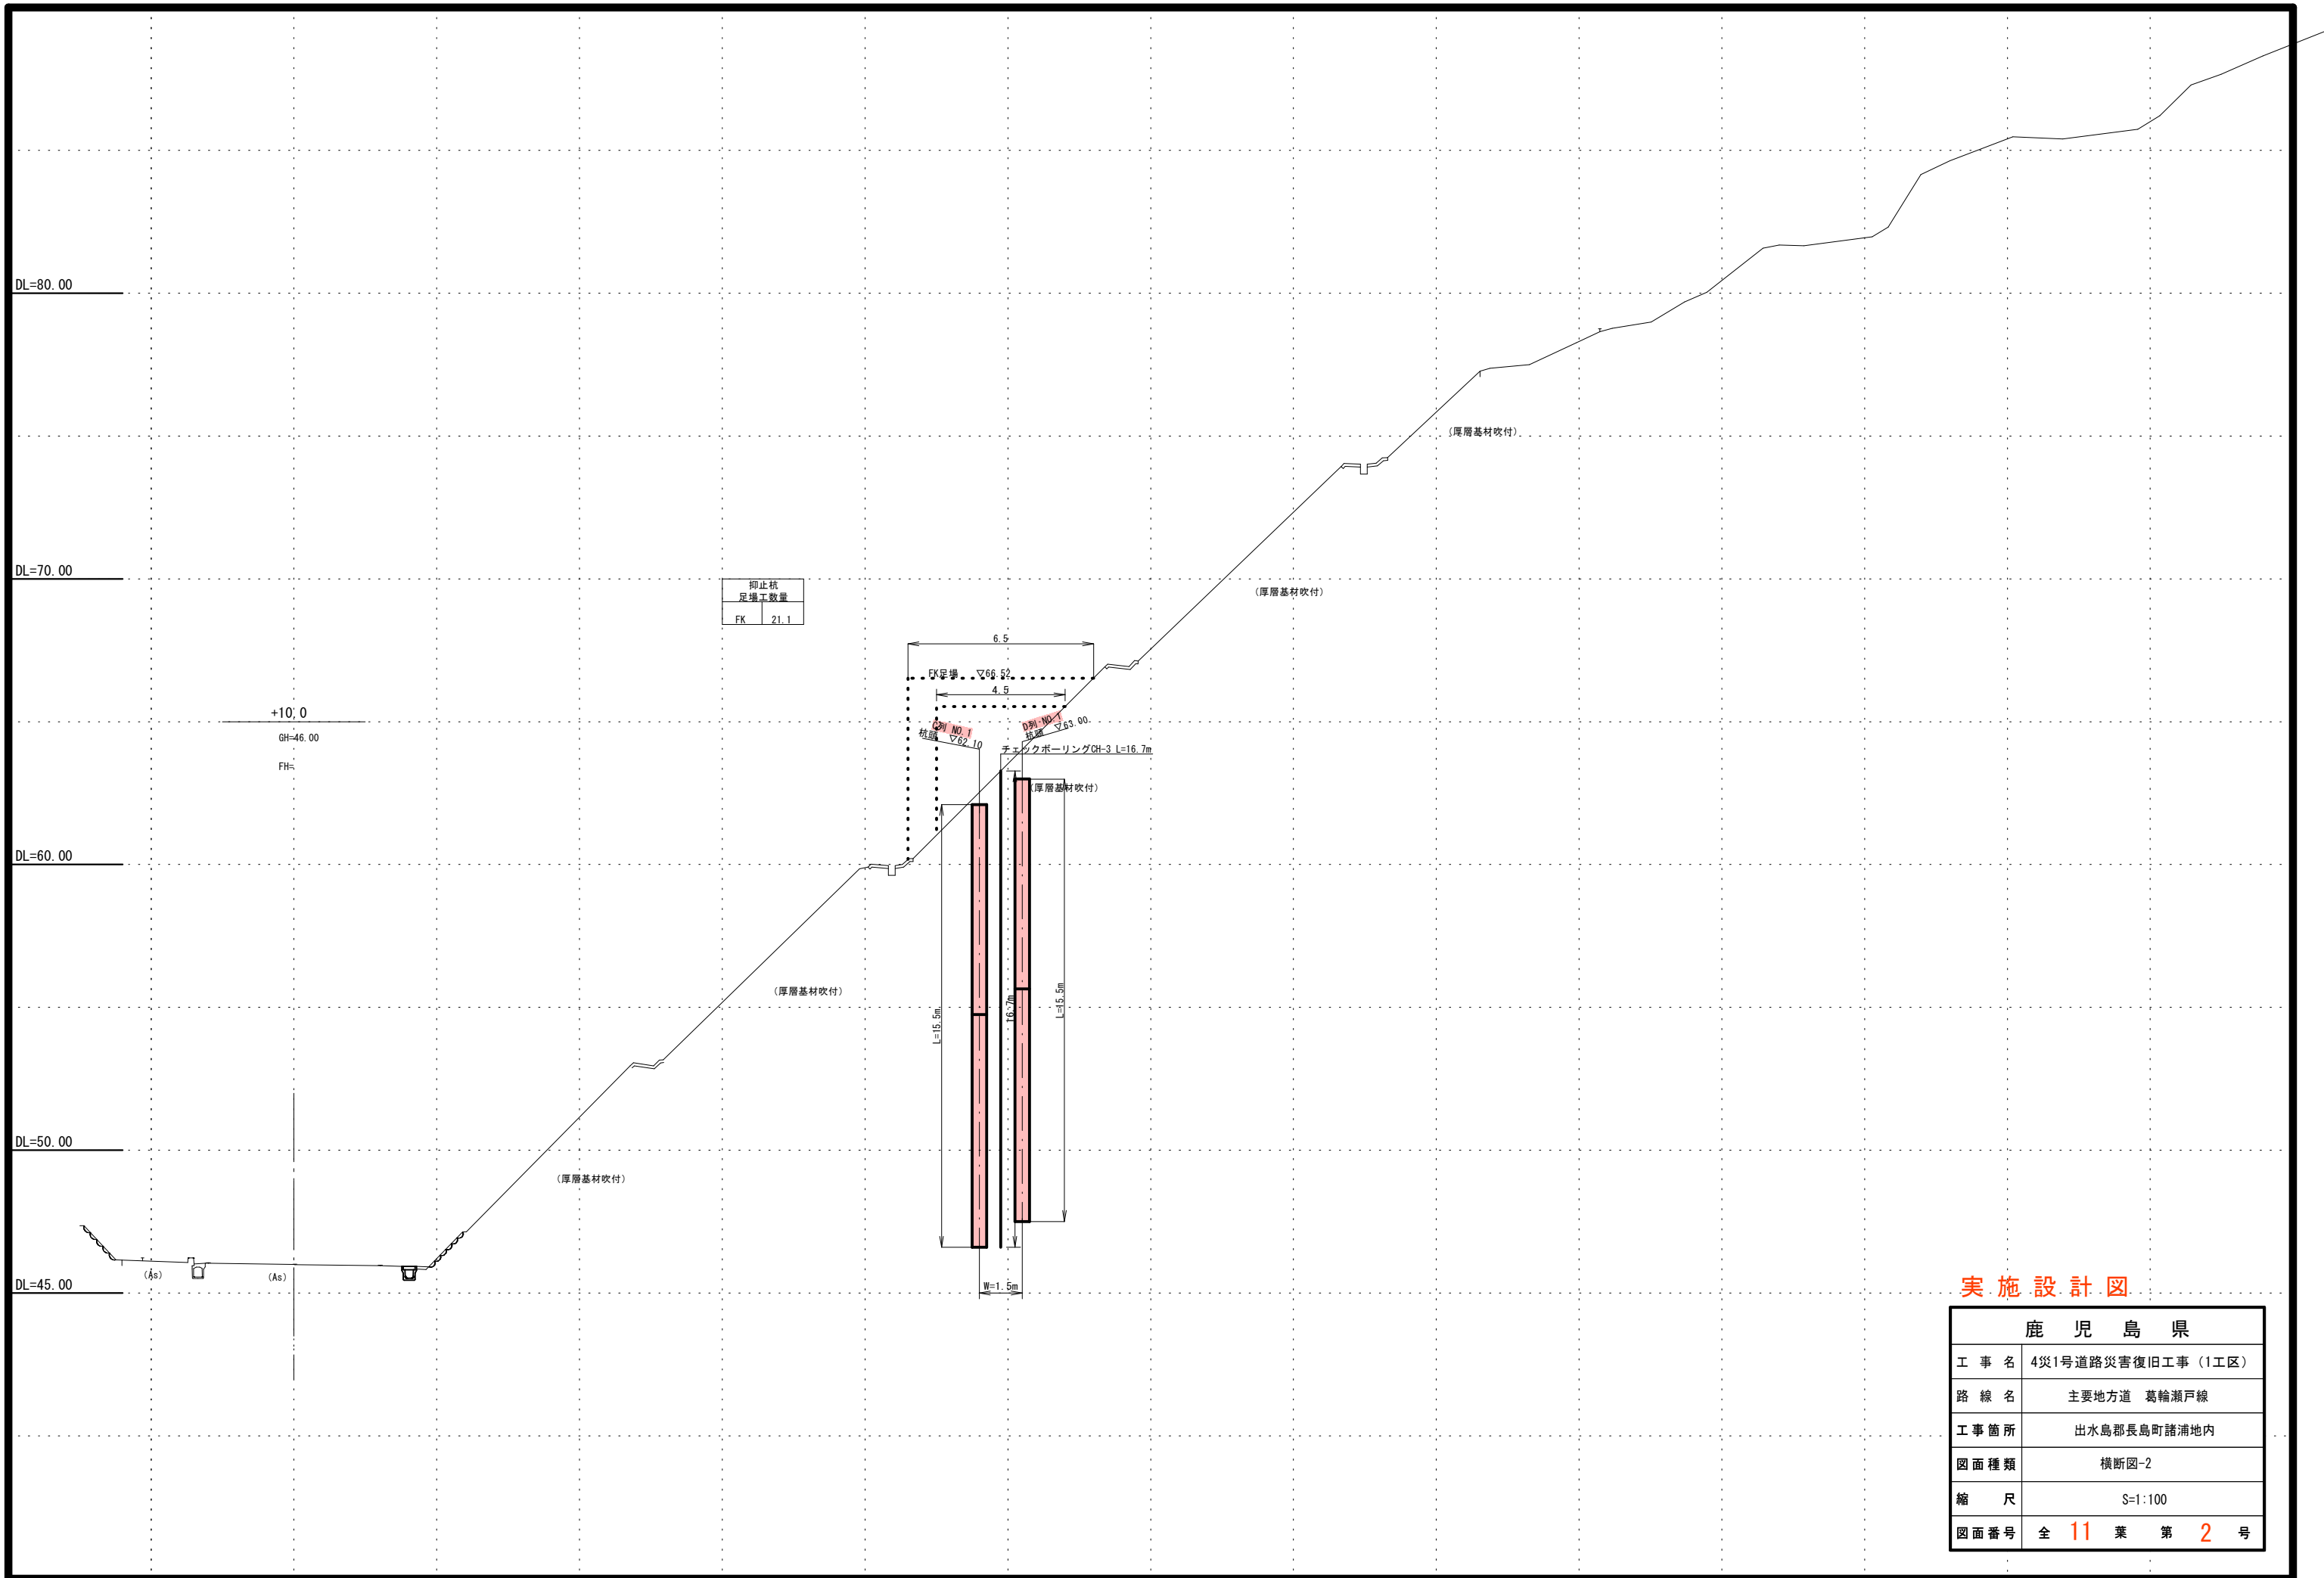 DL=80.00
(厚層基材吹付)
DL=70.00
抑止杭
足場工数量
FK 21.1
(厚層基材吹付)
6.5
FK足場 ▽66.52
4.5
+10.0
GH=46.00
FH=
C列 NO.1
杭頭 ▽62.10
D列 NO.1
杭頭 ▽63.00
チェックボーリングCH-3 L=16.7m
(厚層基材吹付)
DL=60.00
(厚層基材吹付)
L=15.5m
16.7m
L=15.5m
DL=50.00
(厚層基材吹付)
(As)
(As)
DL=45.00
W=1.5m
実施設計図
鹿児島県
工事名 4災1号道路災害復旧工事（1工区）
路線名 主要地方道 葛輪瀬戸線
工事箇所 出水島郡長島町諸浦地内
図面種類 横断図-2
縮尺 S=1:100
図面番号 全 11 葉 第 2 号